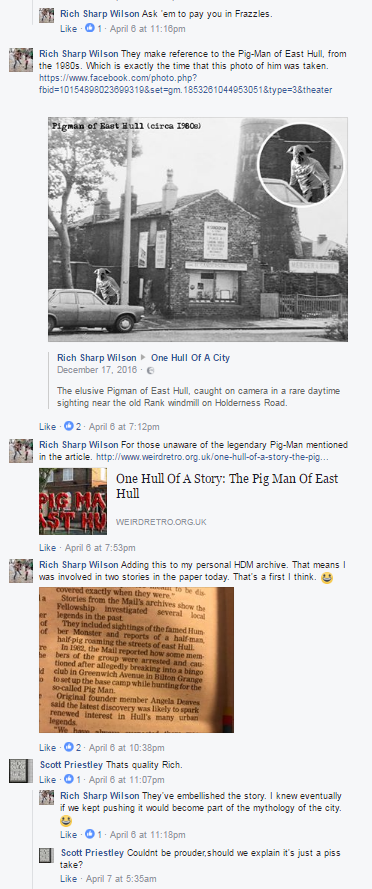 Rich Sharp Wilson Ask 'em to pay you in Frazzles.
Like · 1 · April 6 at 11:16pm
Rich Sharp Wilson They make reference to the Pig-Man of East Hull, from
the 1980s. Which is exactly the time that this photo of him was taken.
https://www.facebook.com/photo.php?
fbid=10154898023699319&set=gm.1853261044953051&type=3&theater
Pigman of East Hull (circa 1980s)
Rich Sharp Wilson ▸ One Hull Of A City
December 17, 2016 ·
The elusive Pigman of East Hull, caught on camera in a rare daytime
sighting near the old Rank windmill on Holderness Road.
Like · 2 · April 6 at 7:12pm
Rich Sharp Wilson For those unaware of the legendary Pig-Man mentioned
in the article. http://www.weirdretro.org.uk/one-hull-of-a-story-the-pig...
PIG MA
AST HU
One Hull Of A Story: The Pig Man Of East
Hull
WEIRDRETRO.ORG.UK
Like · April 6 at 7:53pm
Rich Sharp Wilson Adding this to my personal HDM archive. That means I
was involved in two stories in the paper today. That's a first I think. 😂
covered exactly when they were."
Stories from the Mail's archives show the
Fellowship investigated several local
legends in the past.
They included sightings of the famed Hum-
ber Monster and reports of a half-man,
half-pig roaming the streets of east Hull.
In 1982, the Mail reported how some mem-
bers of the group were arrested and cau-
tioned after allegedly breaking into a bingo
club in Greenwich Avenue in Bilton Grange
to set up the base camp while hunting for the
so-called Pig Man.
Original founder member Angela Deaves
said the latest discovery was likely to spark
renewed interest in Hull's many urban
legends.
"We have always
Like · 2 · April 6 at 10:38pm
Scott Priestley Thats quality Rich.
Like · 1 · April 6 at 11:07pm
Rich Sharp Wilson They've embellished the story. I knew eventually
if we kept pushing it would become part of the mythology of the city.
😂
Like · 1 · April 6 at 11:18pm
Scott Priestley Couldnt be prouder,should we explain it's just a piss
take?
Like · April 7 at 5:35am